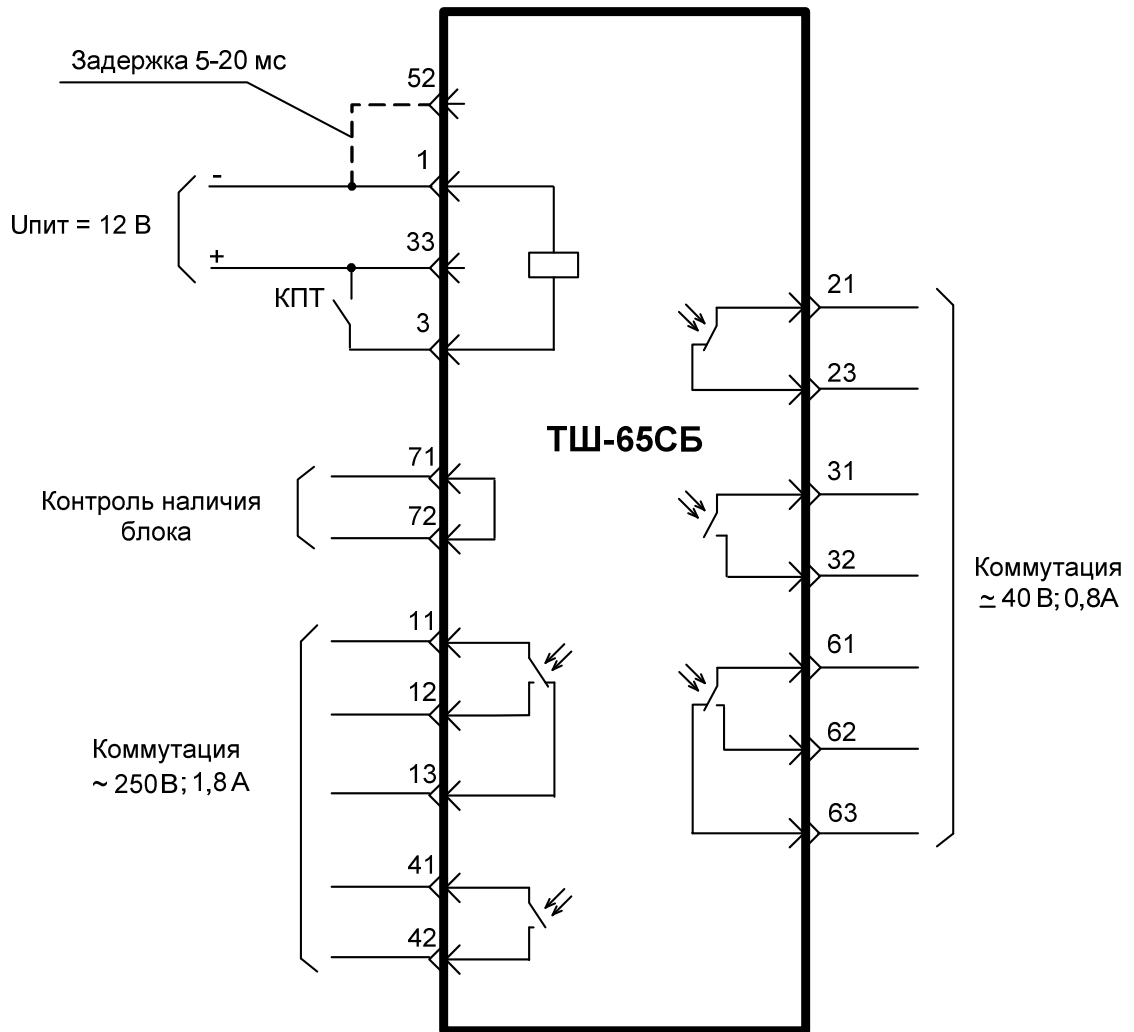 Задержка 5-20 мс
52
1
-
Uпит = 12 В
33
+
КПТ
3
21
23
ТШ-65СБ
71
Контроль наличия
блока
72
31
32
Коммутация
≃ 40 В; 0,8А
11
12
Коммутация
~ 250 В; 1,8 А
13
61
62
63
41
42